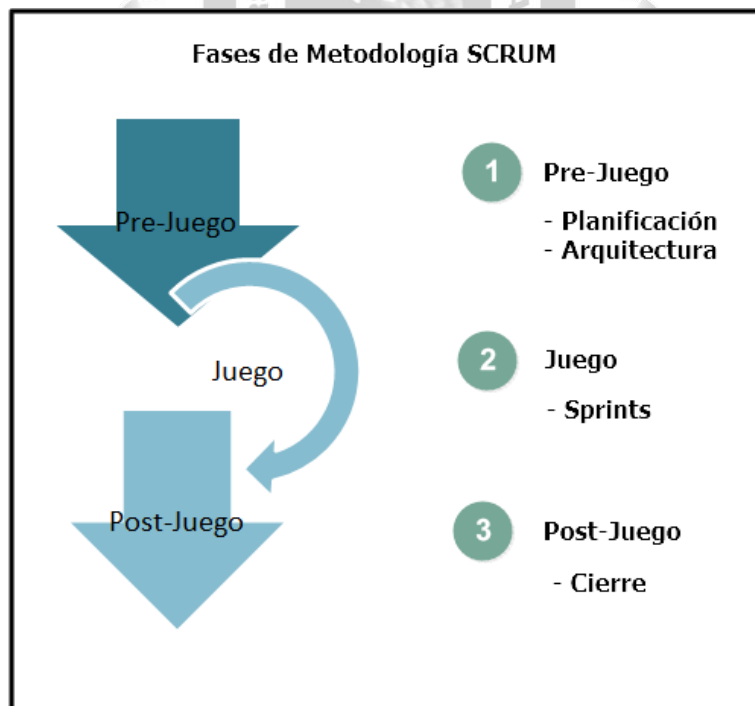 Fases de Metodología SCRUM
Pre-Juego
Juego
Post-Juego
1 Pre-Juego
- Planificación
- Arquitectura
2 Juego
- Sprints
3 Post-Juego
- Cierre